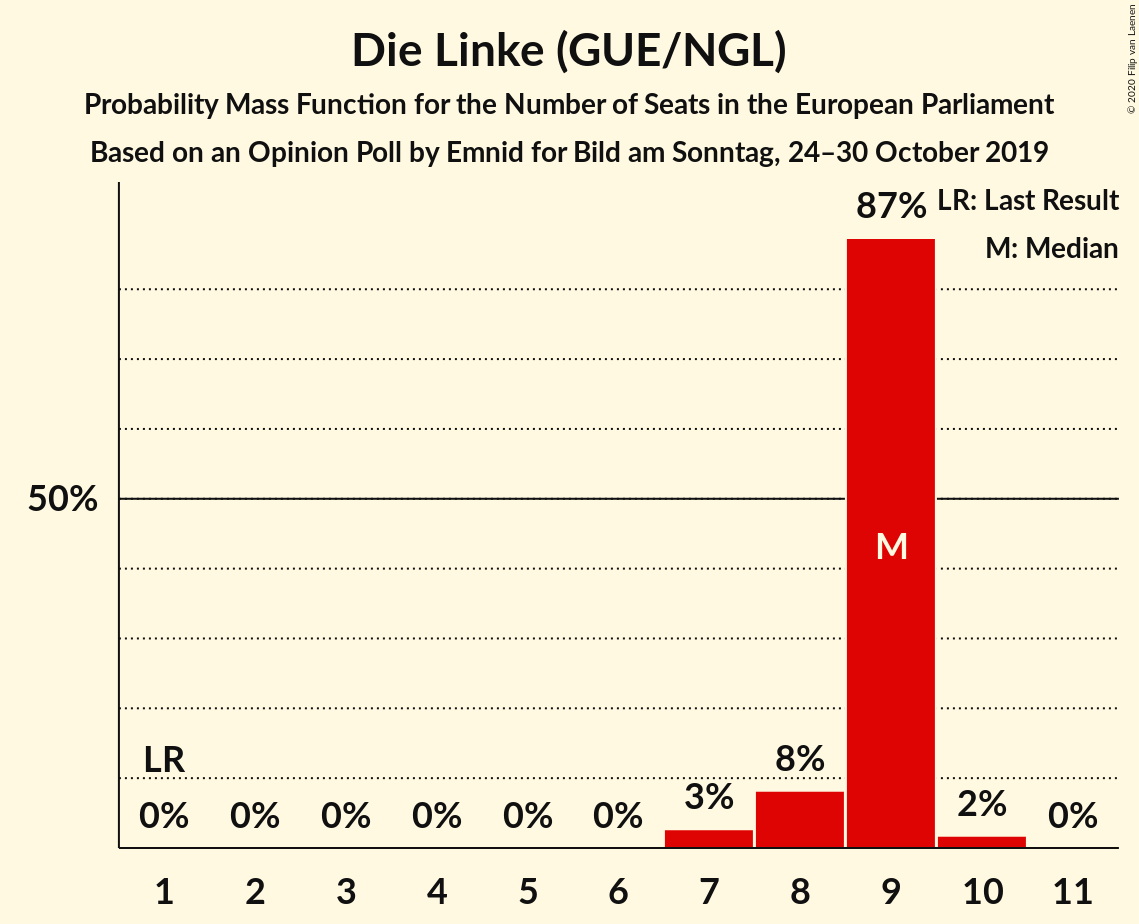 Die Linke (GUE/NGL)
Probability Mass Function for the Number of Seats in the European Parliament
Based on an Opinion Poll by Emnid for Bild am Sonntag, 24–30 October 2019
© 2020 Filip van Laenen
87%
LR: Last Result
M: Median
50%
M
LR
0%
0%
0%
0%
0%
0%
3%
8%
2%
0%
1
2
3
4
5
6
7
8
9
10
11